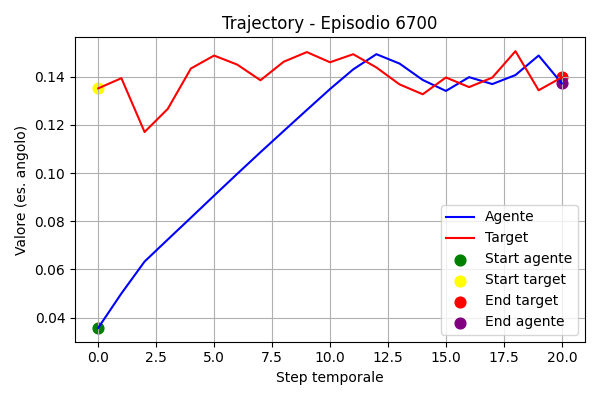 Trajectory - Episodio 6700
Valore (es. angolo)
0.14
0.12
0.10
0.08
0.06
0.04
Agente
Target
Start agente
Start target
End target
End agente
0.0 2.5 5.0 7.5 10.0 12.5 15.0 17.5 20.0
Step temporale